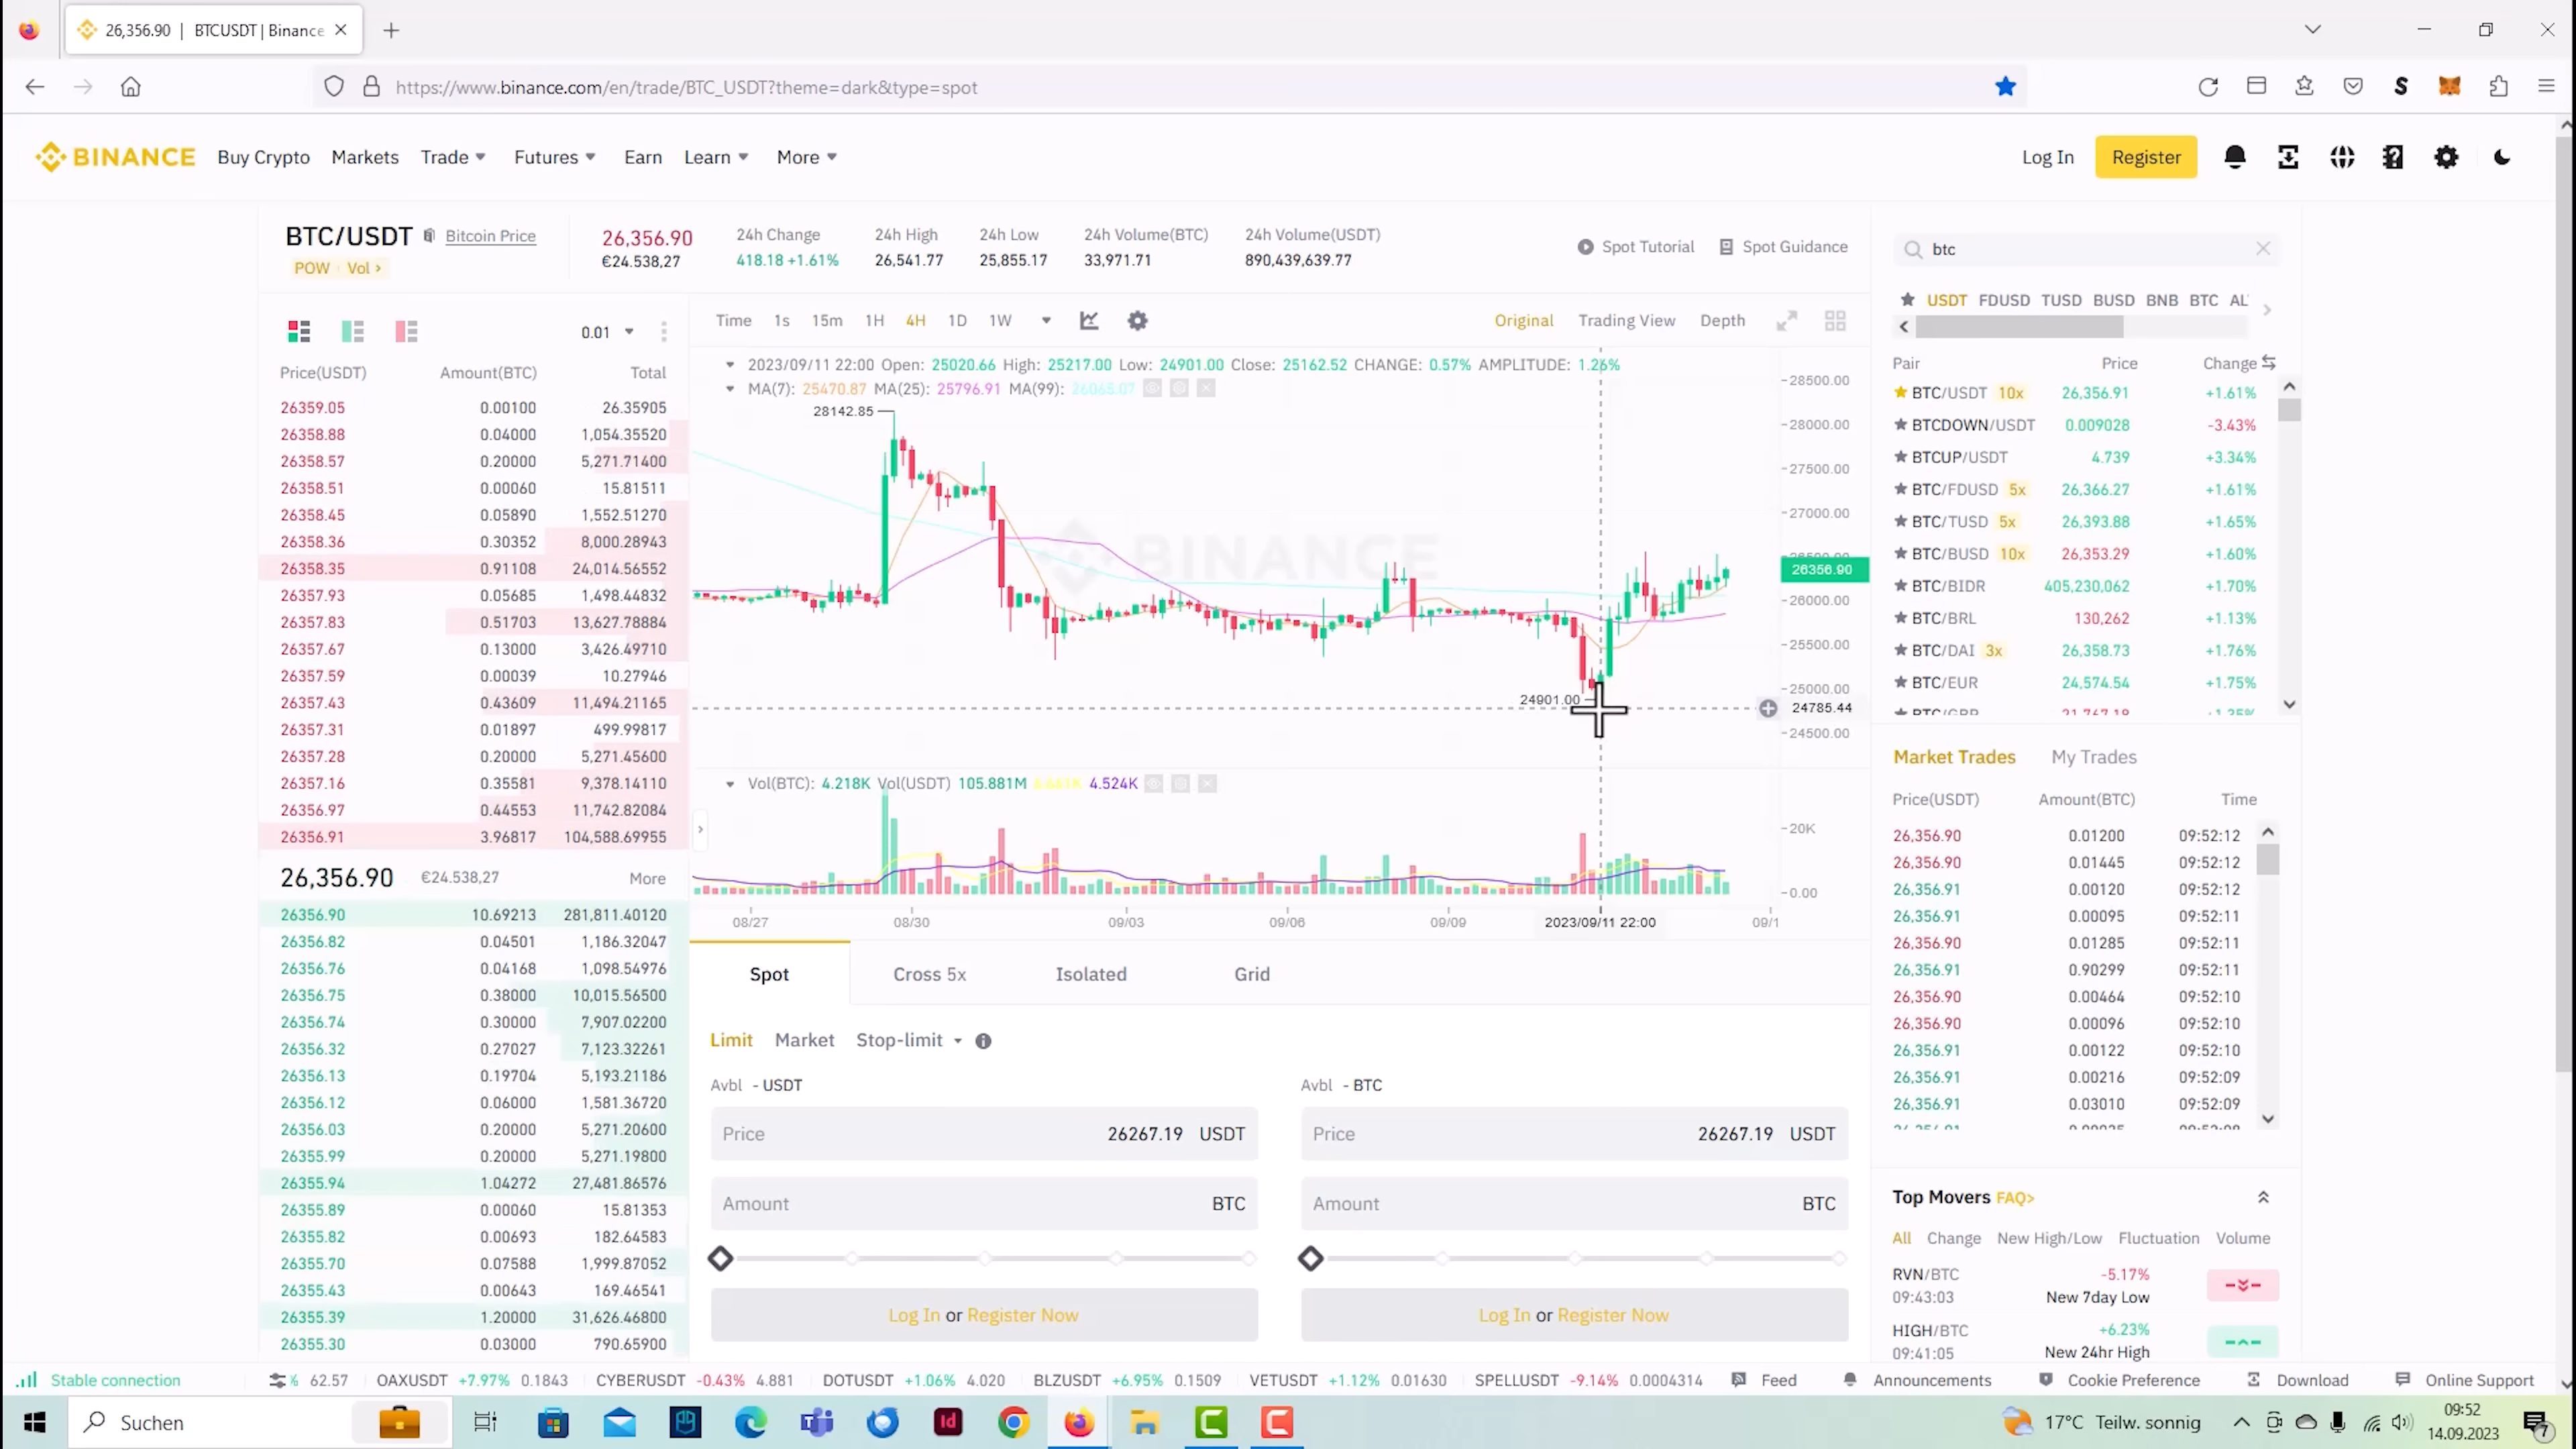 26,356.90 | BTCUSDT | Binance
https://www.binance.com/en/trade/BTC_USDT?theme=dark&type=spot
BINANCE Buy Crypto Markets Trade Futures Earn Learn More Log In Register
BTC/USDT Bitcoin Price
POW Vol >
26,356.90
€24.538,27
24h Change
418.18 +1.61%
24h High
26,541.77
24h Low
25,855.17
24h Volume(BTC)
33,971.71
24h Volume(USDT)
890,439,639.77
Spot Tutorial Spot Guidance
0.01
Price(USDT) Amount(BTC) Total
26359.05 0.00100 26.35905
26358.88 0.04000 1,054.35520
26358.57 0.20000 5,271.71400
26358.51 0.00060 15.81511
26358.45 0.05890 1,552.51270
26358.36 0.30352 8,000.28943
26358.35 0.91108 24,014.56552
26357.93 0.05685 1,498.44832
26357.83 0.51703 13,627.78884
26357.67 0.13000 3,426.49710
26357.59 0.00039 10.27946
26357.43 0.43609 11,494.21165
26357.31 0.01897 499.99817
26357.28 0.20000 5,271.45600
26357.16 0.35581 9,378.14110
26356.97 0.44553 11,742.82084
26356.91 3.96817 104,588.69955
26,356.90 €24.538,27 More
26356.90 10.69213 281,811.40120
26356.82 0.04501 1,186.32047
26356.76 0.04168 1,098.54976
26356.75 0.38000 10,015.56500
26356.74 0.30000 7,907.02200
26356.32 0.27027 7,123.32261
26356.13 0.19704 5,193.21186
26356.12 0.06000 1,581.36720
26356.03 0.20000 5,271.20600
26355.99 0.20000 5,271.19800
26355.94 1.04272 27,481.86576
26355.89 0.00060 15.81353
26355.82 0.00693 182.64583
26355.70 0.07588 1,999.87052
26355.43 0.00643 169.46541
26355.39 1.20000 31,626.46800
26355.30 0.03000 790.65900
Time 1s 15m 1H 4H 1D 1W Original Trading View Depth
2023/09/11 22:00 Open: 25020.66 High: 25217.00 Low: 24901.00 Close: 25162.52 CHANGE: 0.57% AMPLITUDE: 1.26%
MA(7): 25470.87 MA(25): 25796.91 MA(99): 26065.07
28142.85
BINANCE
24901.00
28500.00
28000.00
27500.00
27000.00
26356.90
26000.00
25500.00
25000.00
24785.44
24500.00
Vol(BTC): 4.218K Vol(USDT) 105.881M 4.524K
20K
0.00
08/27 08/30 09/03 09/06 09/09 2023/09/11 22:00 09/1
Spot Cross 5x Isolated Grid
Limit Market Stop-limit
Avbl - USDT
Price 26267.19 USDT
Amount BTC
Log In or Register Now
Avbl - BTC
Price 26267.19 USDT
Amount BTC
Log In or Register Now
btc
USDT FDUSD TUSD BUSD BNB BTC AL
Pair Price Change
BTC/USDT 10x 26,356.91 +1.61%
BTCDOWN/USDT 0.009028 -3.43%
BTCUP/USDT 4.739 +3.34%
BTC/FDUSD 5x 26,366.27 +1.61%
BTC/TUSD 5x 26,393.88 +1.65%
BTC/BUSD 10x 26,353.29 +1.60%
BTC/BIDR 405,230,062 +1.70%
BTC/BRL 130,262 +1.13%
BTC/DAI 3x 26,358.73 +1.76%
BTC/EUR 24,574.54 +1.75%
Market Trades My Trades
Price(USDT) Amount(BTC) Time
26,356.90 0.01200 09:52:12
26,356.90 0.01445 09:52:12
26,356.91 0.00120 09:52:12
26,356.91 0.00095 09:52:11
26,356.90 0.01285 09:52:11
26,356.91 0.90299 09:52:11
26,356.90 0.00464 09:52:10
26,356.90 0.00096 09:52:10
26,356.91 0.00122 09:52:10
26,356.91 0.00216 09:52:09
26,356.91 0.03010 09:52:09
Top Movers FAQ>
All Change New High/Low Fluctuation Volume
RVN/BTC -5.17%
09:43:03 New 7day Low
HIGH/BTC +6.23%
09:41:05 New 24hr High
Stable connection % 62.57 OAXUSDT +7.97% 0.1843 CYBERUSDT -0.43% 4.881 DOTUSDT +1.06% 4.020 BLZUSDT +6.95% 0.1509 VETUSDT +1.12% 0.01630 SPELLUSDT -9.14% 0.0004314 Feed Announcements Cookie Preference Download Online Support
Suchen 17°C Teilw. sonnig 09:52
14.09.2023
7